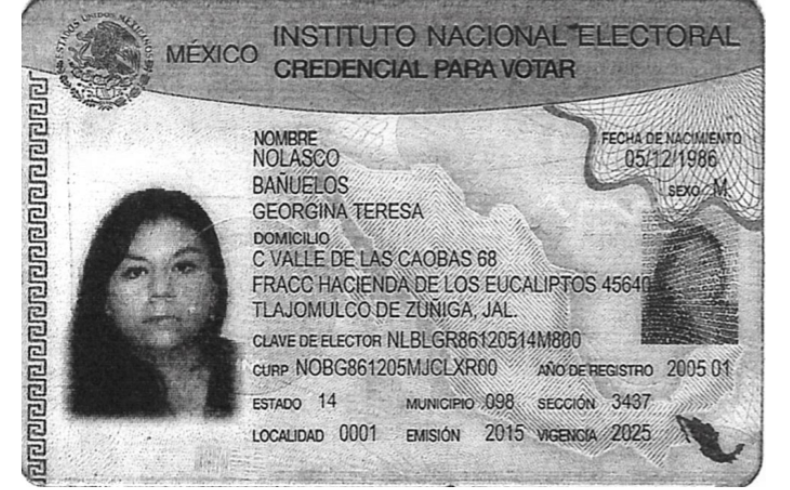 ESTADOS UNIDOS MEXICANOS
MÉXICO
INSTITUTO NACIONAL ELECTORAL
CREDENCIAL PARA VOTAR
NOMBRE
NOLASCO
BAÑUELOS
GEORGINA TERESA
FECHA DE NACIMIENTO
05/12/1986
SEXO M
DOMICILIO
C VALLE DE LAS CAOBAS 68
FRACC HACIENDA DE LOS EUCALIPTOS 45640
TLAJOMULCO DE ZUÑIGA, JAL.
CLAVE DE ELECTOR NLBLGR86120514M800
CURP NOBG861205MJCLXR00 AÑO DE REGISTRO 2005 01
ESTADO 14 MUNICIPIO 098 SECCIÓN 3437
LOCALIDAD 0001 EMISIÓN 2015 VIGENCIA 2025